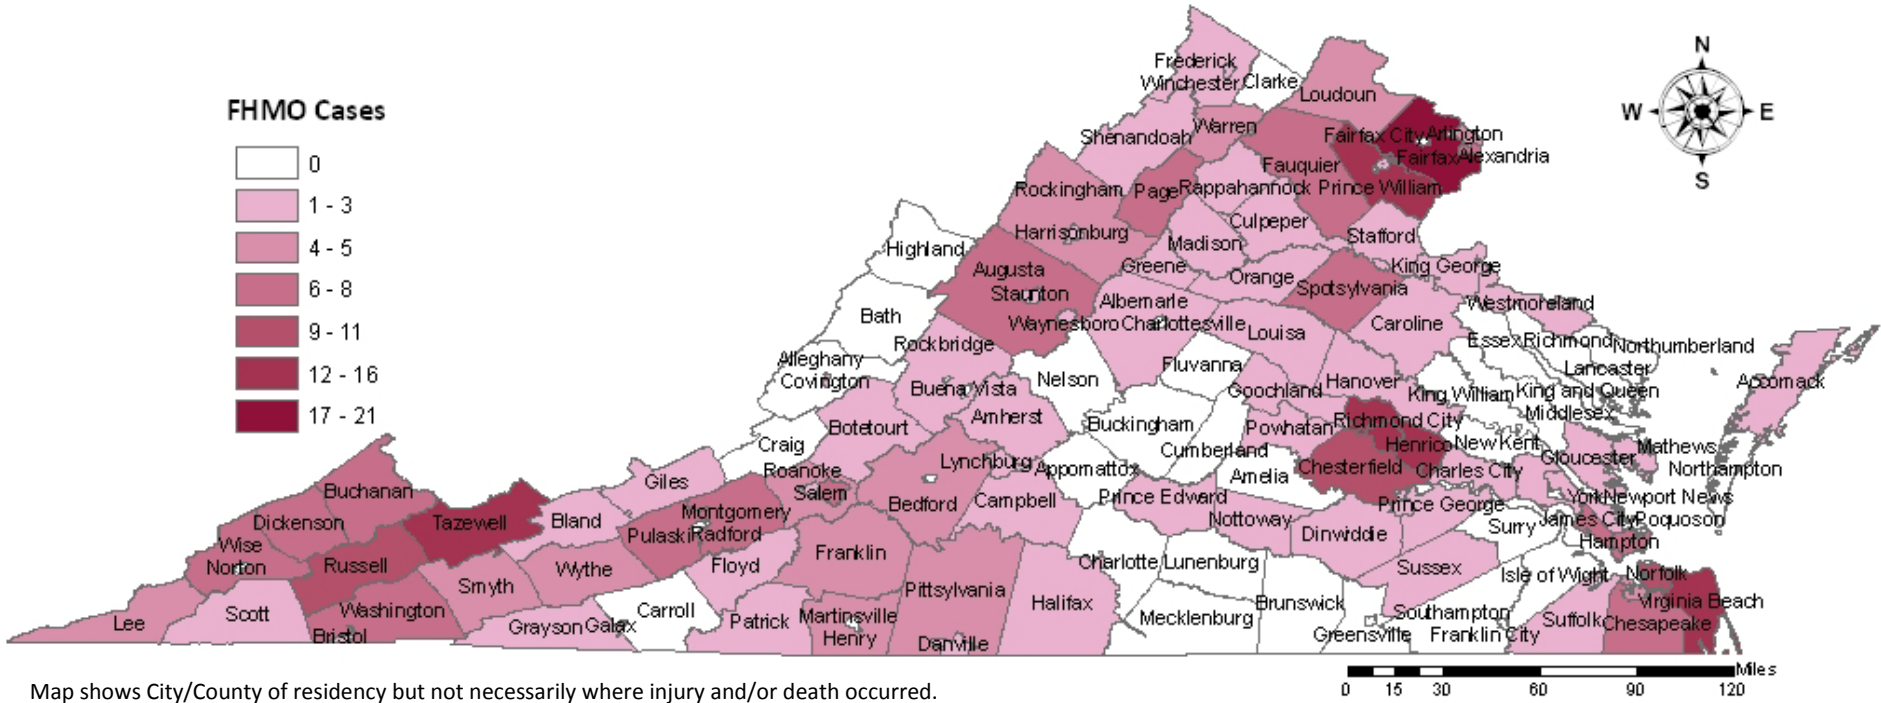 N
W E
S
FHMO Cases
0
1 - 3
4 - 5
6 - 8
9 - 11
12 - 16
17 - 21
Frederick
Winchester
Clarke
Loudoun
Shenandoah
Warren
Fairfax City
Arlington
Fauquier
Fairfax
Alexandria
Rockingham
Page
Rappahannock
Prince William
Culpeper
Harrisonburg
Madison
Stafford
Highland
Augusta
Greene
Orange
King George
Staunton
Albemarle
Spotsylvania
Westmoreland
Bath
Waynesboro
Charlottesville
Louisa
Caroline
Rockbridge
Essex
Richmond
Northumberland
Alleghany
Fluvanna
Lancaster
Covington
Buena Vista
Nelson
Goochland
Hanover
King William
King and Queen
Accomack
Amherst
Middlesex
Botetourt
Buckingham
Powhatan
Richmond City
Craig
Cumberland
Henrico
New Kent
Mathews
Roanoke
Lynchburg
Appomattox
Amelia
Chesterfield
Charles City
Gloucester
Northampton
Giles
Salem
Buchanan
Bedford
Campbell
Prince Edward
Prince George
York
Newport News
Dickenson
Tazewell
Bland
Montgomery
Nottoway
Dinwiddie
Surry
James City
Poquoson
Pulaski
Radford
Hampton
Wise
Norton
Russell
Wythe
Floyd
Franklin
Charlotte
Lunenburg
Sussex
Isle of Wight
Norfolk
Smyth
Pittsylvania
Scott
Washington
Carroll
Patrick
Martinsville
Halifax
Mecklenburg
Brunswick
Southampton
Virginia Beach
Lee
Bristol
Grayson
Galax
Henry
Danville
Greensville
Franklin City
Suffolk
Chesapeake
Miles
0 15 30 60 90 120
Map shows City/County of residency but not necessarily where injury and/or death occurred.